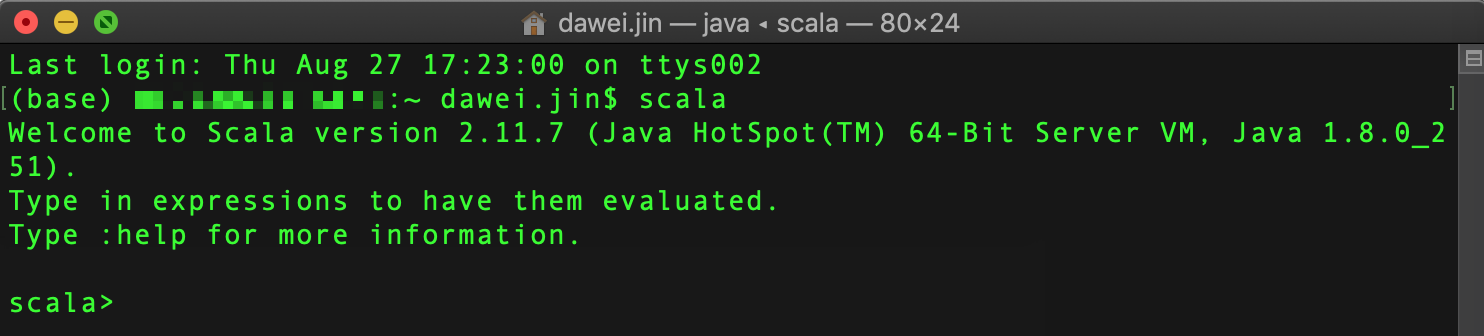 dawei.jin — java ◂ scala — 80×24
Last login: Thu Aug 27 17:23:00 on ttys002
[(base) :~ dawei.jin$ scala ]
Welcome to Scala version 2.11.7 (Java HotSpot(TM) 64-Bit Server VM, Java 1.8.0_2
51).
Type in expressions to have them evaluated.
Type :help for more information.
scala>